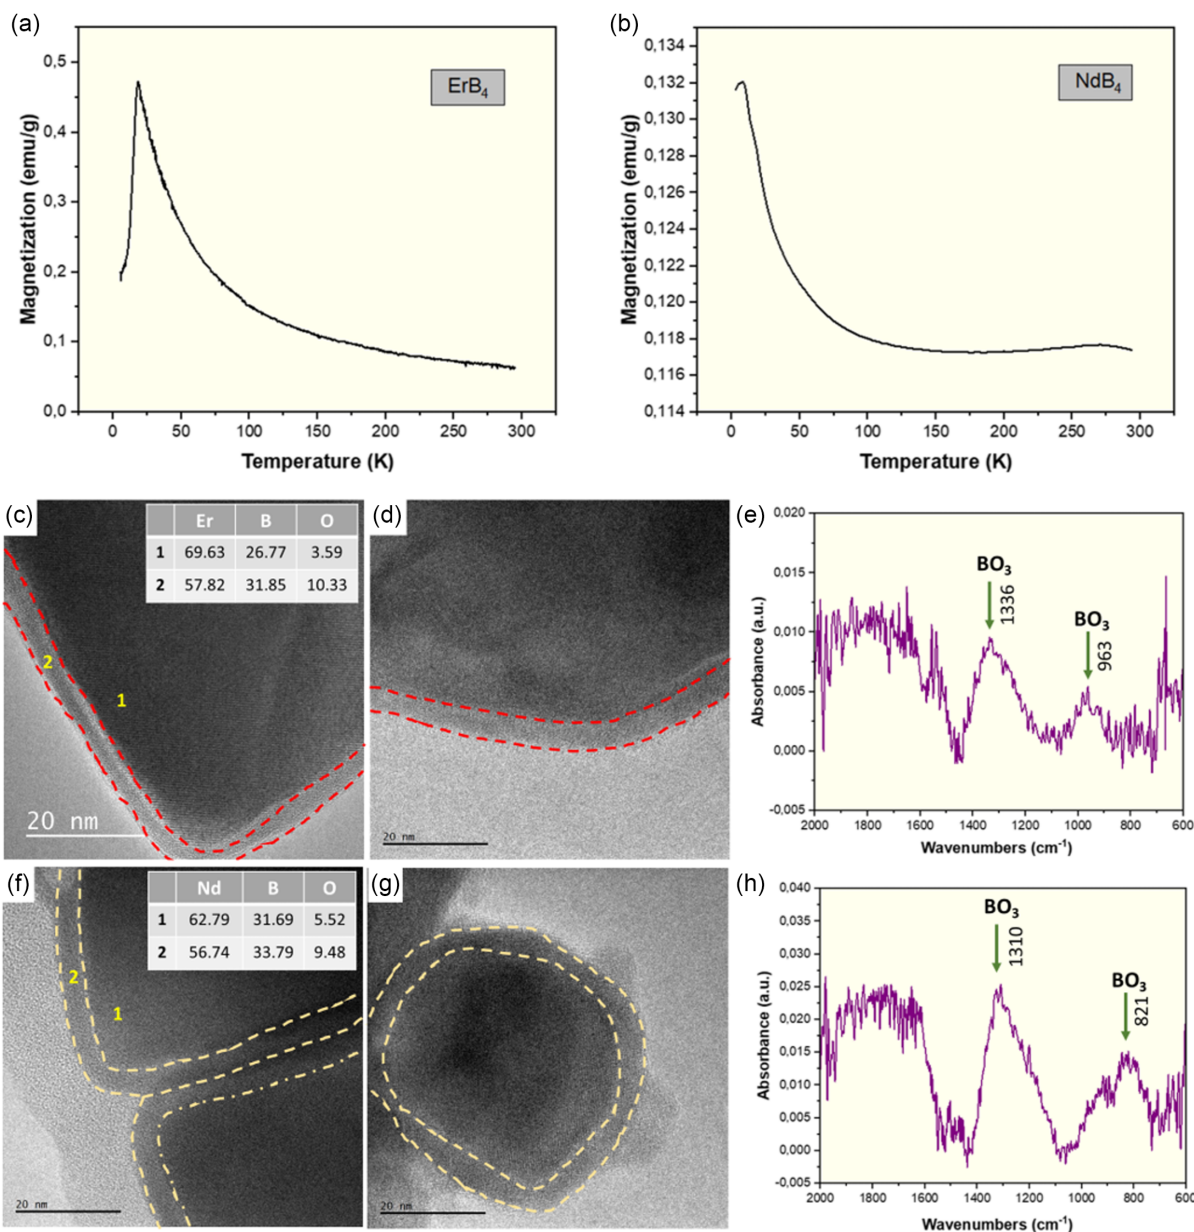 (a)
ErB4
0,5
0,4
0,3
0,2
0,1
0,0
Magnetization (emu/g)
0 50 100 150 200 250 300
Temperature (K)
(b)
NdB4
0,134
0,132
0,130
0,128
0,126
0,124
0,122
0,120
0,118
0,116
0,114
Magnetization (emu/g)
0 50 100 150 200 250 300
Temperature (K)
(c)
Er B O
1 69.63 26.77 3.59
2 57.82 31.85 10.33
2
1
20 nm
(d)
20 nm
(e)
0,020
0,015
0,010
0,005
0,000
-0,005
Absorbance (a.u.)
BO3
1336
BO3
963
2000 1800 1600 1400 1200 1000 800 600
Wavenumbers (cm-1)
(f)
Nd B O
1 62.79 31.69 5.52
2 56.74 33.79 9.48
2
1
20 nm
(g)
20 nm
(h)
0,040
0,035
0,030
0,025
0,020
0,015
0,010
0,005
0,000
-0,005
Absorbance (a.u.)
BO3
1310
BO3
821
2000 1800 1600 1400 1200 1000 800 600
Wavenumbers (cm-1)